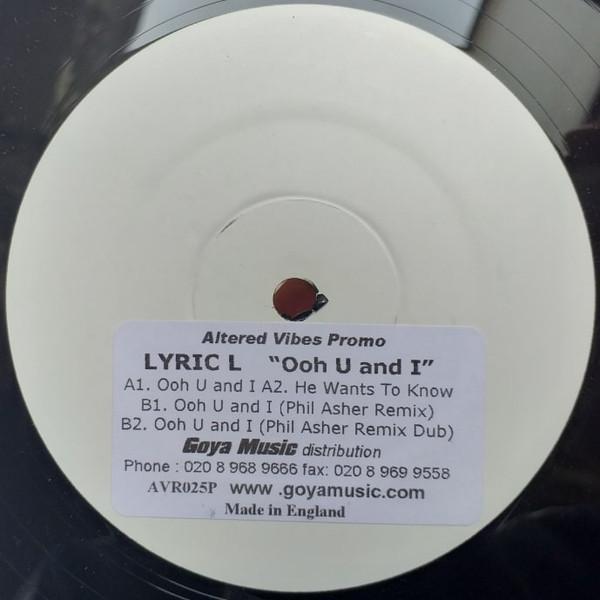 Altered Vibes Promo
LYRIC L "Ooh U and I"
A1. Ooh U and I A2. He Wants To Know
B1. Ooh U and I (Phil Asher Remix)
B2. Ooh U and I (Phil Asher Remix Dub)
Goya Music distribution
Phone : 020 8 968 9666 fax: 020 8 969 9558
AVR025P www .goyamusic.com
Made in England